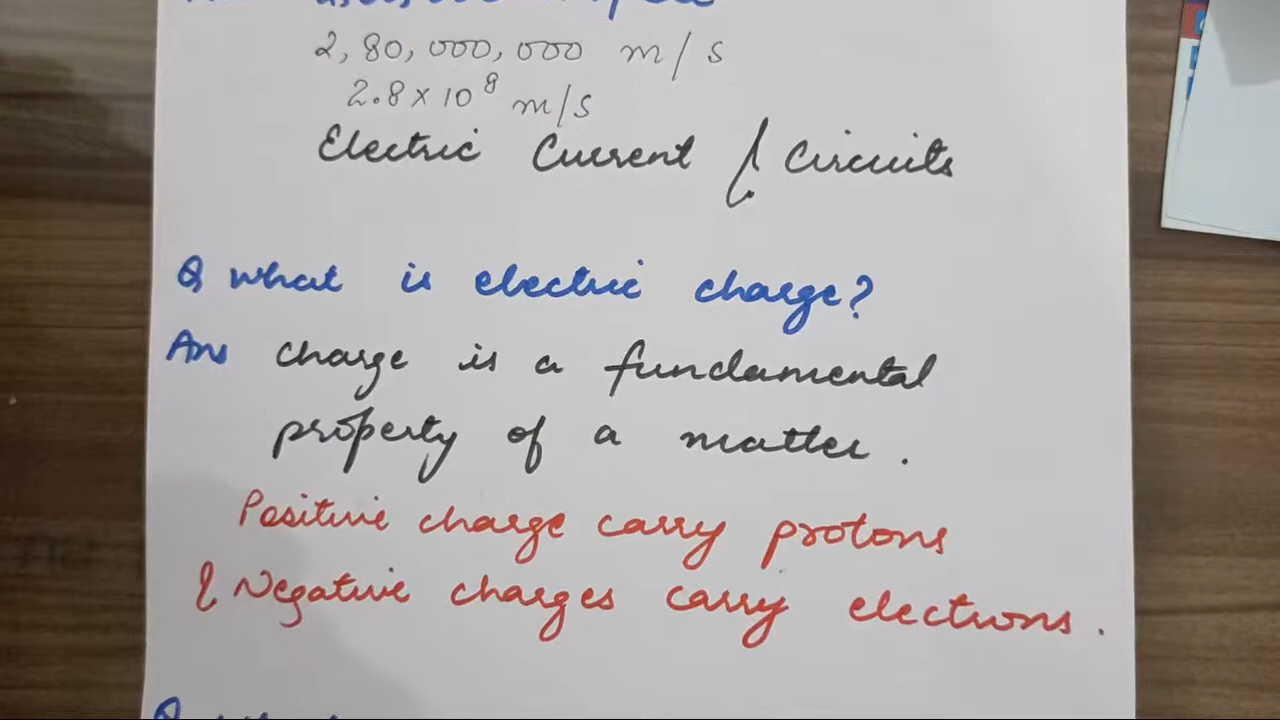 2,80,000,000 m/s
2.8 × 10⁸ m/s
Electric Current & Circuits
Q What is electric charge?
Ans Charge is a fundamental
property of a matter.
Positive charge carry protons
& Negative charges carry electrons.